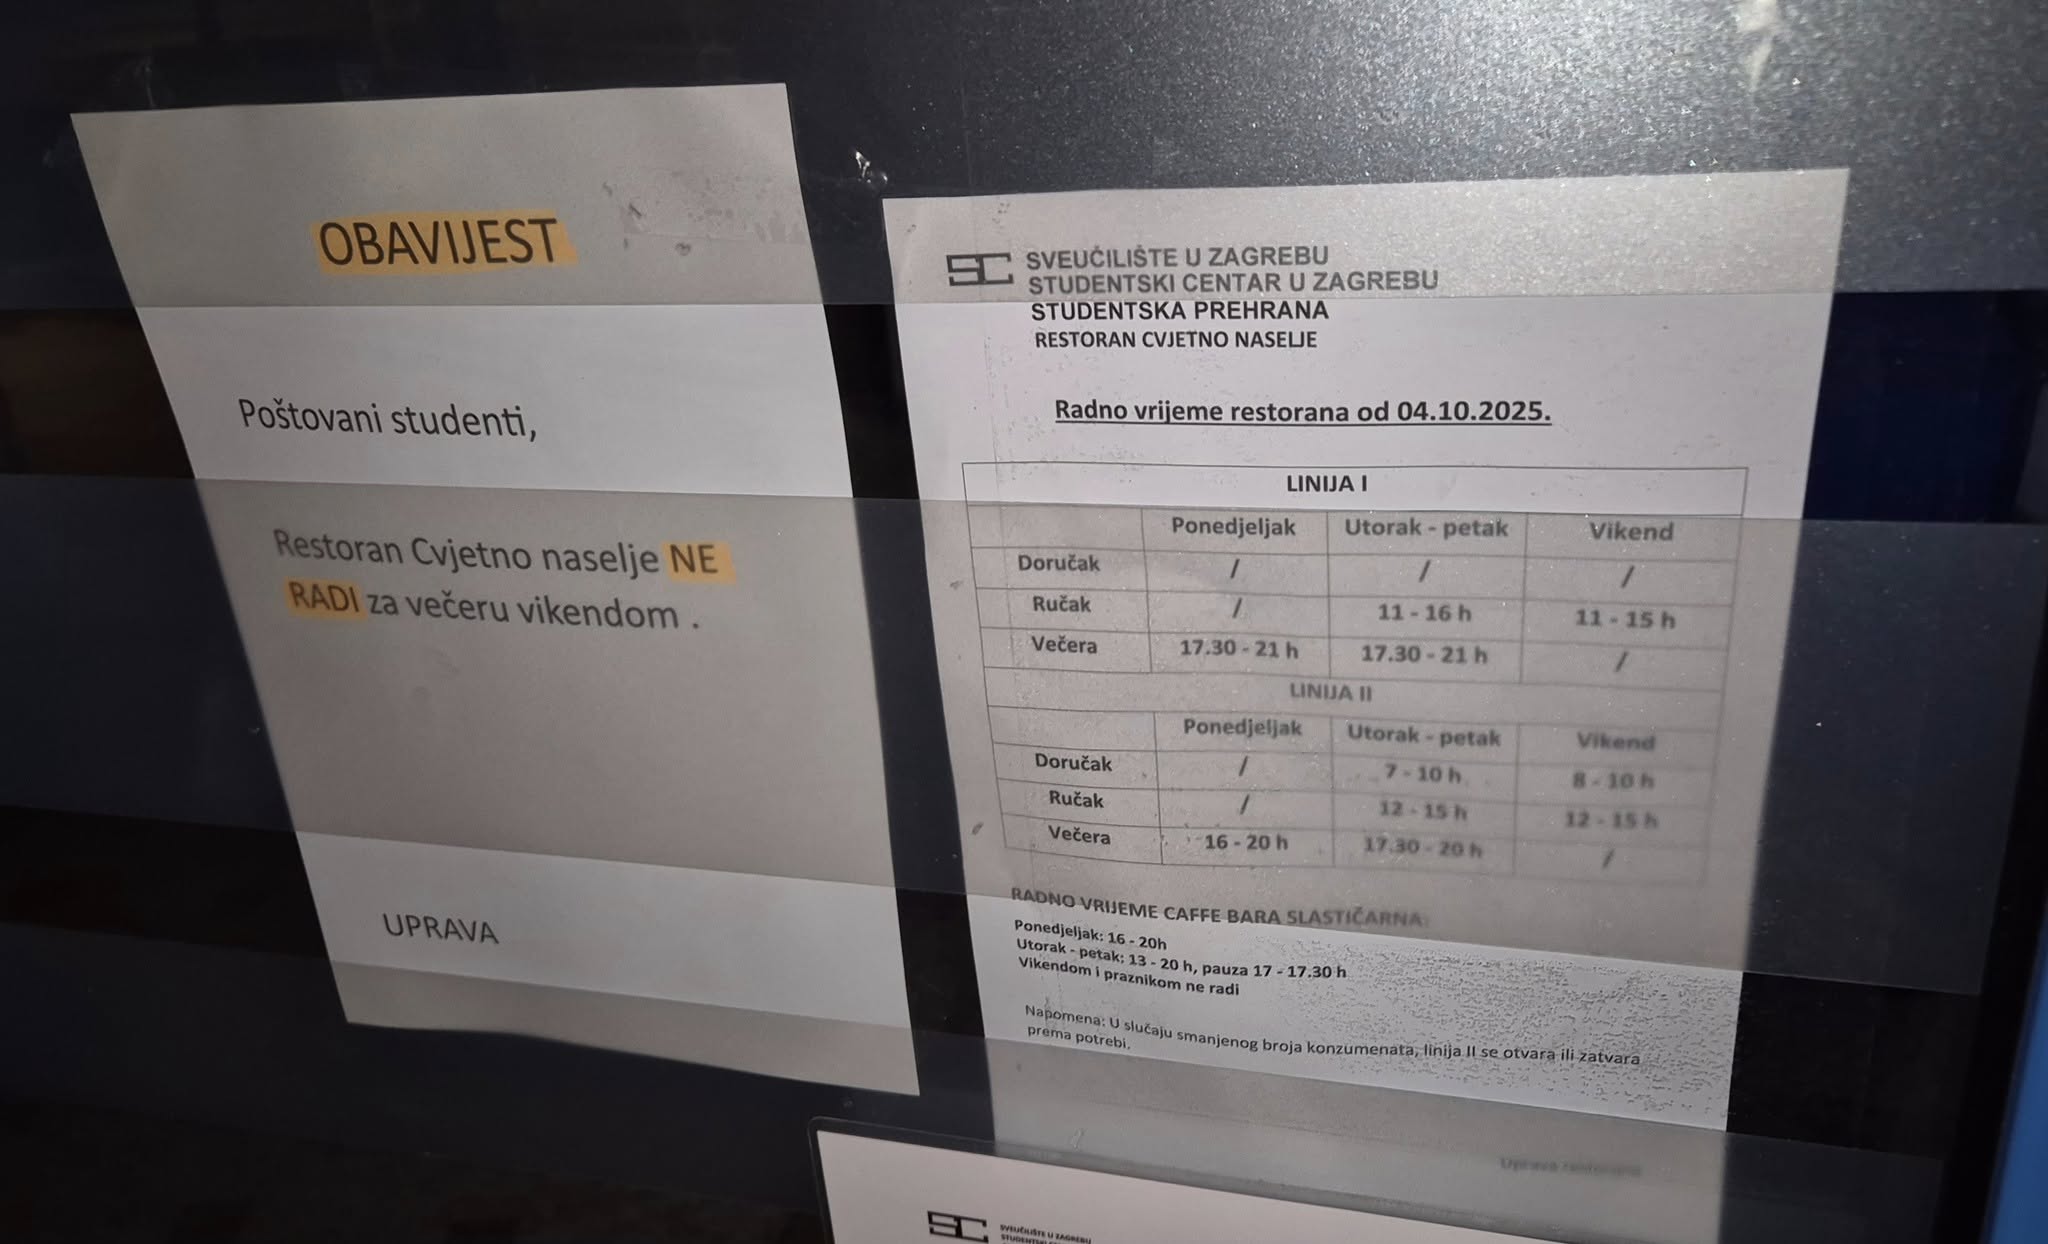 OBAVIJEST
Poštovani studenti,
Restoran Cvjetno naselje NE
RADI za večeru vikendom .
UPRAVA
SC SVEUČILIŠTE U ZAGREBU
STUDENTSKI CENTAR U ZAGREBU
STUDENTSKA PREHRANA
RESTORAN CVJETNO NASELJE
Radno vrijeme restorana od 04.10.2025.
LINIJA I
Ponedjeljak Utorak - petak Vikend
Doručak / / /
Ručak / 11 - 16 h 11 - 15 h
Večera 17.30 - 21 h 17.30 - 21 h /
LINIJA II
Ponedjeljak Utorak - petak Vikend
Doručak / 7 - 10 h 8 - 10 h
Ručak / 12 - 15 h 12 - 15 h
Večera 16 - 20 h 17.30 - 20 h /
RADNO VRIJEME CAFFE BARA SLASTIČARNA:
Ponedjeljak: 16 - 20h
Utorak - petak: 13 - 20 h, pauza 17 - 17.30 h
Vikendom i praznikom ne radi
Napomena: U slučaju smanjenog broja konzumenata, linija II se otvara ili zatvara
prema potrebi.
Uprava restorana
SC SVEUČILIŠTE U ZAGREBU